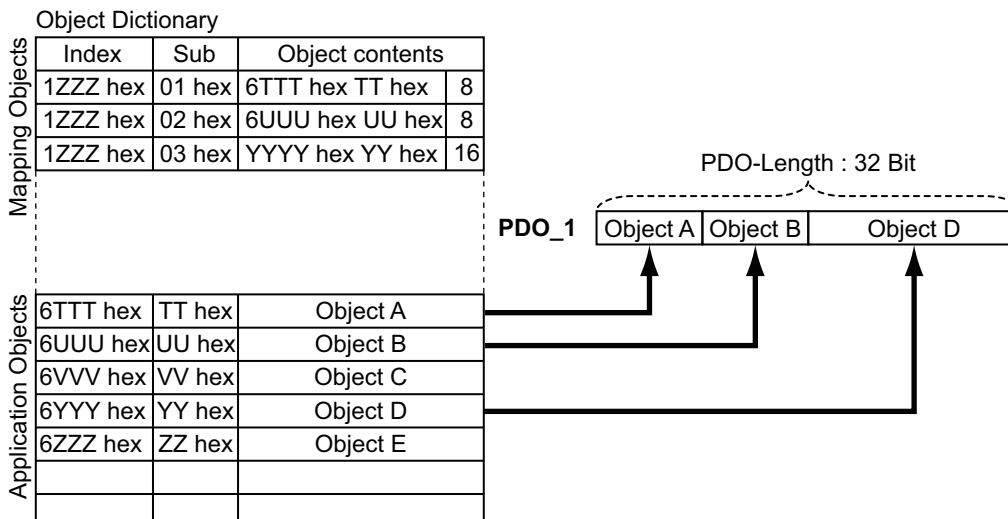 Object Dictionary
Mapping Objects
Index Sub Object contents
1ZZZ hex 01 hex 6TTT hex TT hex 8
1ZZZ hex 02 hex 6UUU hex UU hex 8
1ZZZ hex 03 hex YYYY hex YY hex 16
PDO-Length : 32 Bit
PDO_1 Object A Object B Object D
Application Objects
6TTT hex TT hex Object A
6UUU hex UU hex Object B
6VVV hex VV hex Object C
6YYY hex YY hex Object D
6ZZZ hex ZZ hex Object E